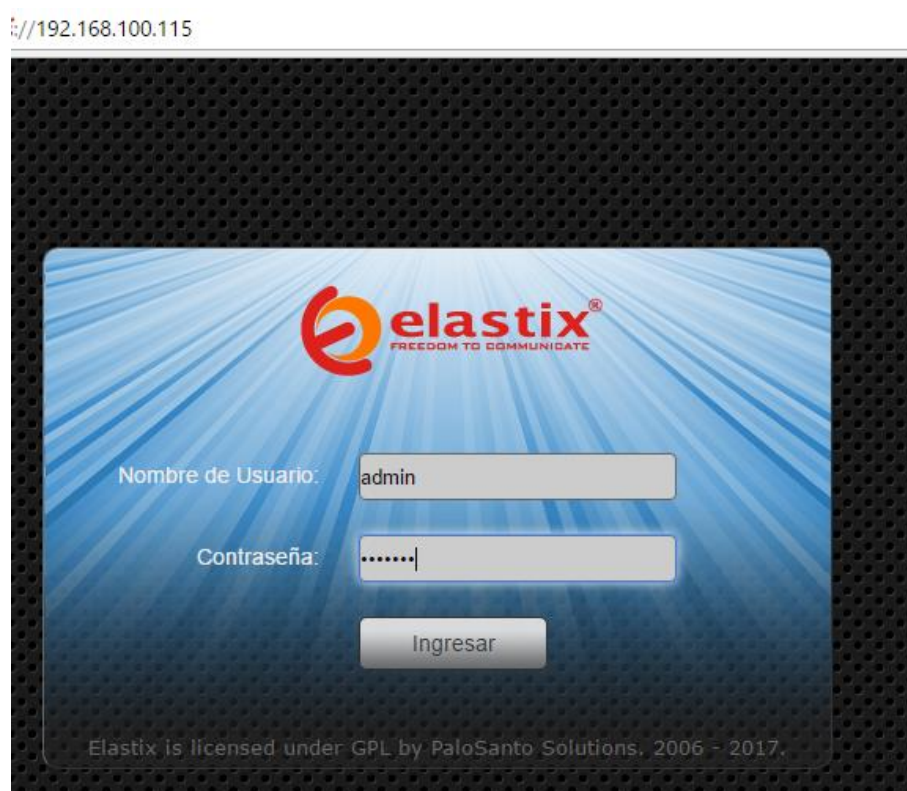 ://192.168.100.115
elastix®
FREEDOM TO COMMUNICATE
Nombre de Usuario: admin
Contraseña: •••••••
Ingresar
Elastix is licensed under GPL by PaloSanto Solutions. 2006 - 2017.